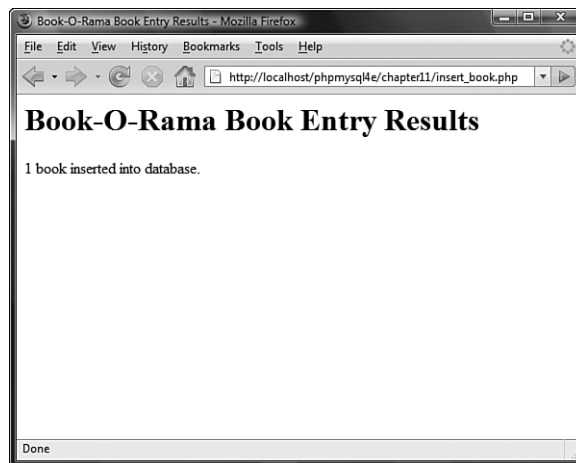 Book-O-Rama Book Entry Results - Mozilla Firefox
File Edit View History Bookmarks Tools Help
http://localhost/phpmysql4e/chapter11/insert_book.php
Book-O-Rama Book Entry Results
1 book inserted into database.
Done